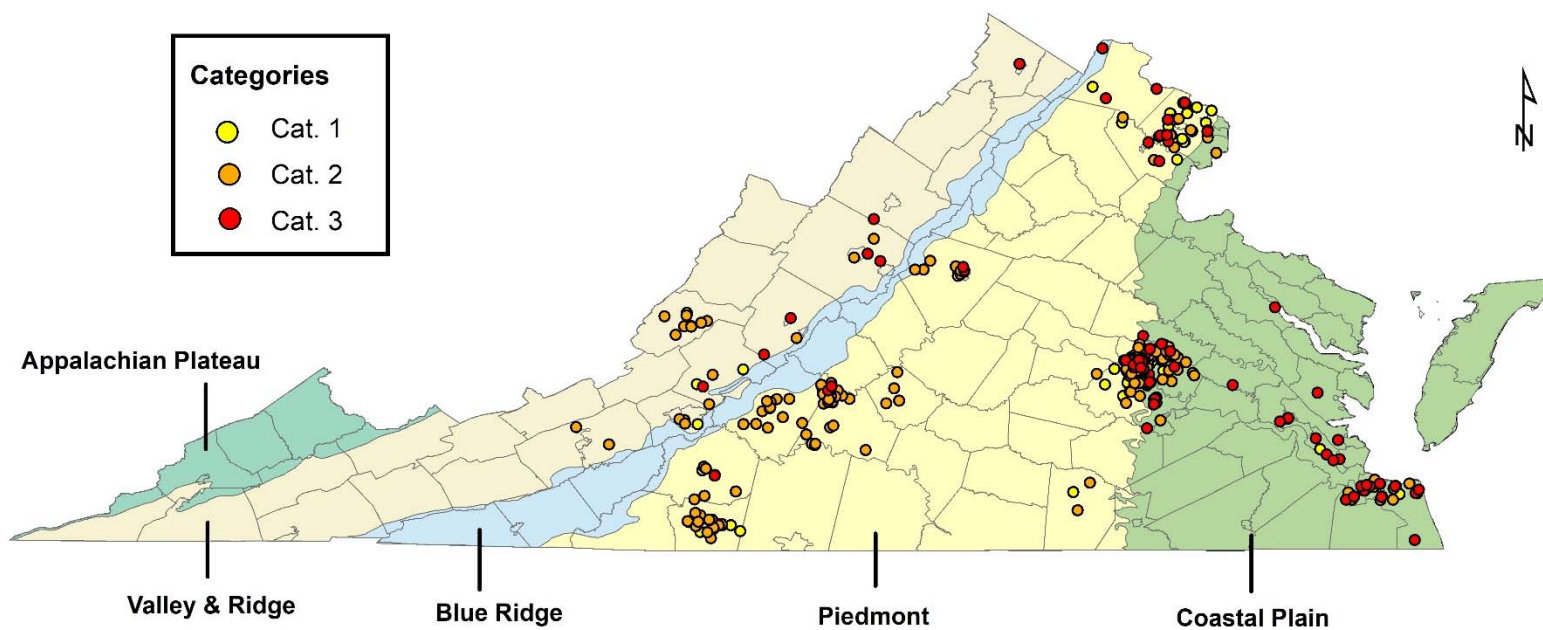 Categories
Cat. 1
Cat. 2
Cat. 3
N
Appalachian Plateau
Valley & Ridge
Blue Ridge
Piedmont
Coastal Plain